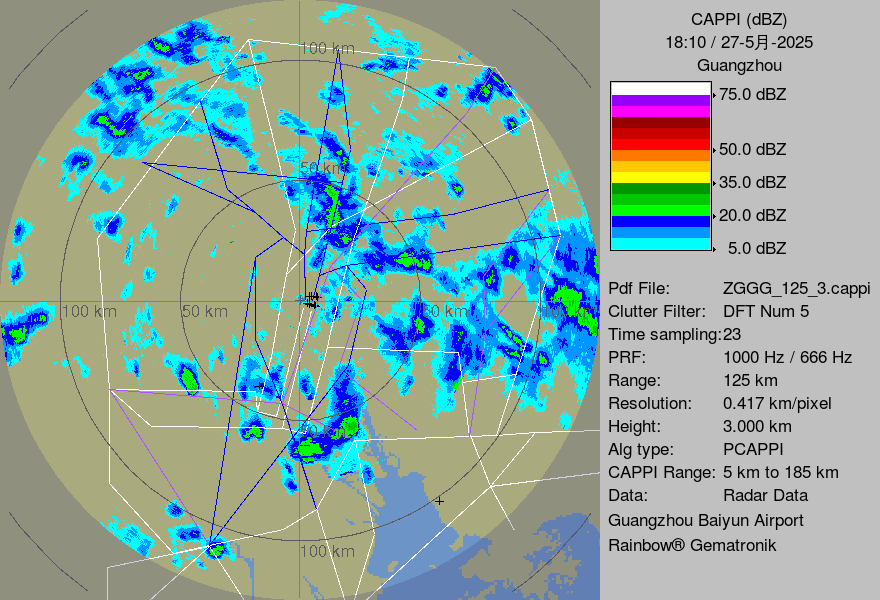 CAPPI (dBZ)
18:10 / 27-5月-2025
Guangzhou
75.0 dBZ
50.0 dBZ
35.0 dBZ
20.0 dBZ
5.0 dBZ
Pdf File: ZGGG_125_3.cappi
Clutter Filter: DFT Num 5
Time sampling:23
PRF: 1000 Hz / 666 Hz
Range: 125 km
Resolution: 0.417 km/pixel
Height: 3.000 km
Alg type: PCAPPI
CAPPI Range: 5 km to 185 km
Data: Radar Data
Guangzhou Baiyun Airport
Rainbow® Gematronik
100 km
50 km
100 km
50 km
100 km